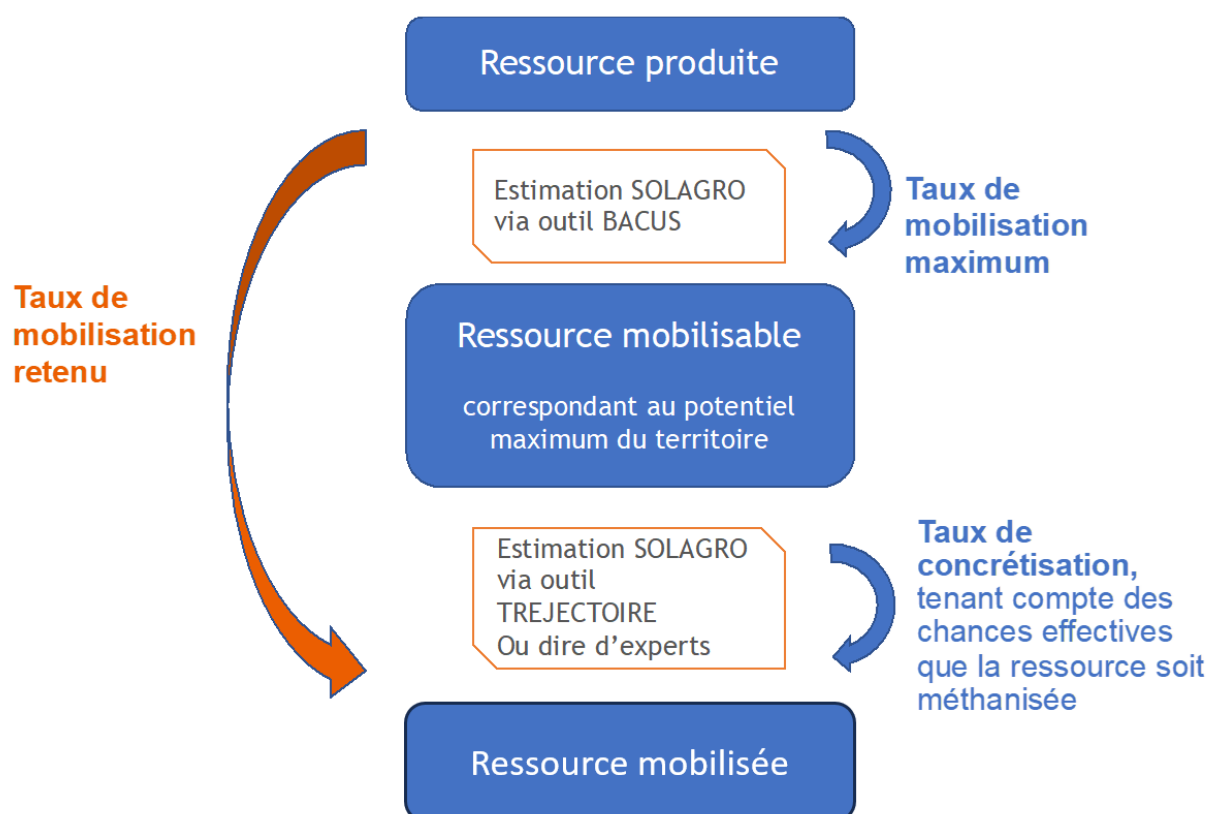 Ressource produite
Estimation SOLAGRO
via outil BACUS
Taux de
mobilisation
maximum
Taux de
mobilisation
retenu
Ressource mobilisable
correspondant au potentiel
maximum du territoire
Estimation SOLAGRO
via outil
TREJECTOIRE
Ou dire d’experts
Taux de
concrétisation,
tenant compte des
chances effectives
que la ressource soit
méthanisée
Ressource mobilisée